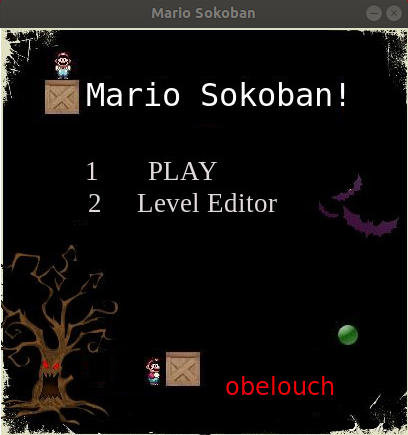 Mario Sokoban
Mario Sokoban!
1 PLAY
2 Level Editor
obelouch